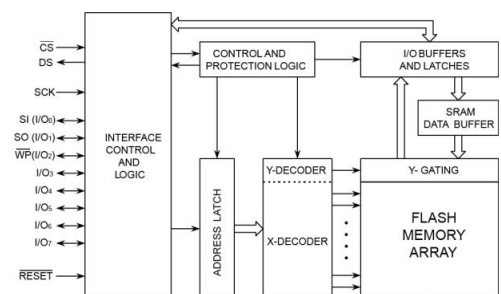 CS
DS
SCK
SI (I/O0)
SO (I/O1)
WP(I/O2)
I/O3
I/O4
I/O5
I/O6
I/O7
RESET
INTERFACE
CONTROL
AND
LOGIC
CONTROL AND
PROTECTION LOGIC
I/O BUFFERS
AND LATCHES
SRAM
DATA BUFFER
ADDRESS LATCH
Y-DECODER
X-DECODER
Y- GATING
FLASH
MEMORY
ARRAY